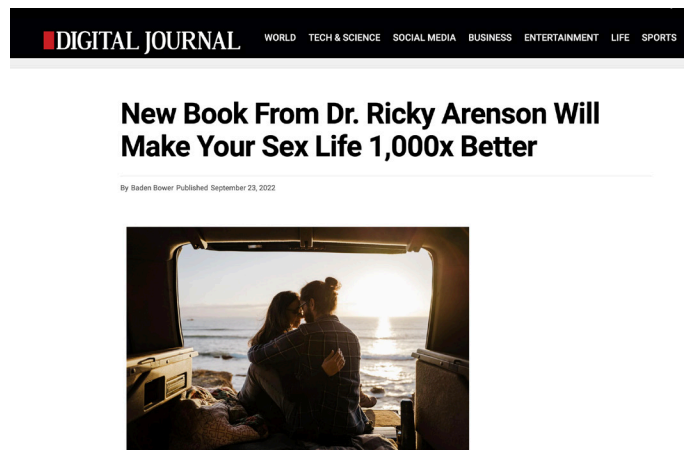 DIGITAL JOURNAL WORLD TECH & SCIENCE SOCIAL MEDIA BUSINESS ENTERTAINMENT LIFE SPORTS
New Book From Dr. Ricky Arenson Will
Make Your Sex Life 1,000x Better
By Baden Bower Published September 23, 2022